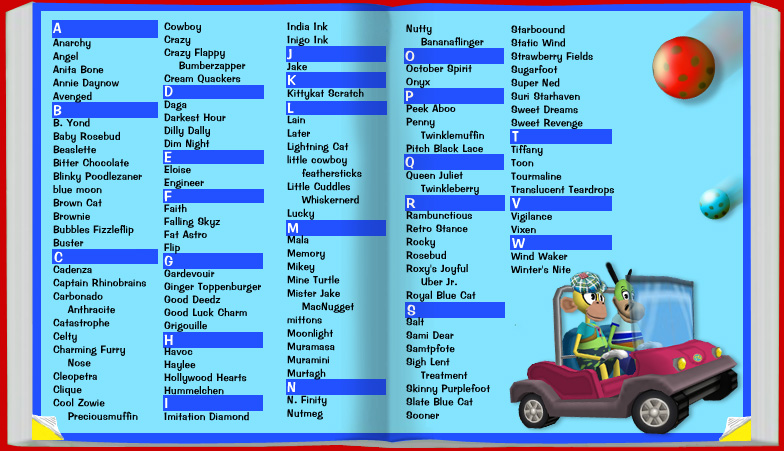 A
Anarchy
Angel
Anita Bone
Annie Daynow
Avenged
B
B. Yond
Baby Rosebud
Beaslette
Bitter Chocolate
Blinky Poodlezaner
blue moon
Brown Cat
Brownie
Bubbles Fizzleflip
Buster
C
Cadenza
Captain Rhinobrains
Carbonado
Anthracite
Catastrophe
Celty
Charming Furry
Nose
Cleopetra
Clique
Cool Zowie
Preciousmuffin
Cowboy
Crazy
Crazy Flappy
Bumberzapper
Cream Quackers
D
Daga
Darkest Hour
Dilly Dally
Dim Night
E
Eloise
Engineer
F
Faith
Falling Skyz
Fat Astro
Flip
G
Gardevouir
Ginger Toppenburger
Good Deedz
Good Luck Charm
Grigouille
H
Havoc
Haylee
Hollywood Hearts
Hummelchen
I
Imitation Diamond
India Ink
Inigo Ink
J
Jake
K
Kittykat Scratch
L
Lain
Later
Lightning Cat
little cowboy
feathersticks
Little Cuddles
Whiskernerd
Lucky
M
Mala
Mamory
Mikey
Mine Turtle
Mister Jake
MacNugget
mittons
Moonlight
Muramasa
Muramini
Murtagh
N
N. Finity
Nutmeg
Nutty
Bananaflinger
O
October Spirit
Onyx
P
Peek Aboo
Penny
Twinklemuffin
Pitch Black Lace
Q
Queen Juliet
Twinkleberry
R
Rambunctious
Retro Stance
Rocky
Rosebud
Roxy's Joyful
Uber Jr.
Royal Blue Cat
S
Salt
Sami Dear
Samtpfote
Sigh Lent
Treatment
Skinny Purplefoot
Slate Blue Cat
Sooner
Starboound
Static Wind
Strawberry Fields
Sugarfoot
Super Ned
Suri Starhaven
Sweet Dreams
Sweet Revenge
T
Tiffany
Toon
Tourmaline
Translucent Teardrops
V
Vigilance
Vixen
W
Wind Waker
Winter's Nite